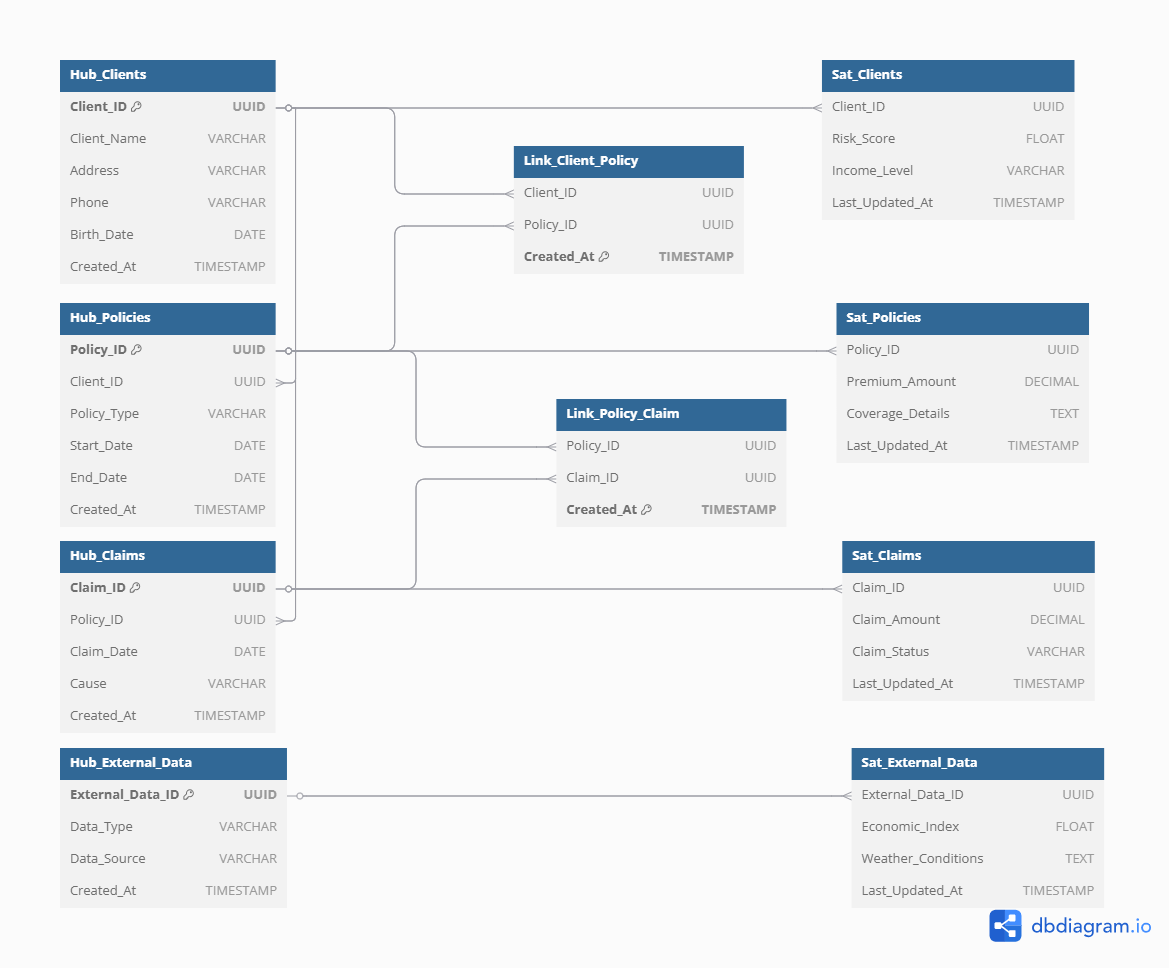 Hub_Clients
Client_ID UUID
Client_Name VARCHAR
Address VARCHAR
Phone VARCHAR
Birth_Date DATE
Created_At TIMESTAMP
Sat_Clients
Client_ID UUID
Risk_Score FLOAT
Income_Level VARCHAR
Last_Updated_At TIMESTAMP
Link_Client_Policy
Client_ID UUID
Policy_ID UUID
Created_At TIMESTAMP
Hub_Policies
Policy_ID UUID
Client_ID UUID
Policy_Type VARCHAR
Start_Date DATE
End_Date DATE
Created_At TIMESTAMP
Sat_Policies
Policy_ID UUID
Premium_Amount DECIMAL
Coverage_Details TEXT
Last_Updated_At TIMESTAMP
Link_Policy_Claim
Policy_ID UUID
Claim_ID UUID
Created_At TIMESTAMP
Hub_Claims
Claim_ID UUID
Policy_ID UUID
Claim_Date DATE
Cause VARCHAR
Created_At TIMESTAMP
Sat_Claims
Claim_ID UUID
Claim_Amount DECIMAL
Claim_Status VARCHAR
Last_Updated_At TIMESTAMP
Hub_External_Data
External_Data_ID UUID
Data_Type VARCHAR
Data_Source VARCHAR
Created_At TIMESTAMP
Sat_External_Data
External_Data_ID UUID
Economic_Index FLOAT
Weather_Conditions TEXT
Last_Updated_At TIMESTAMP
dbdiagram.io